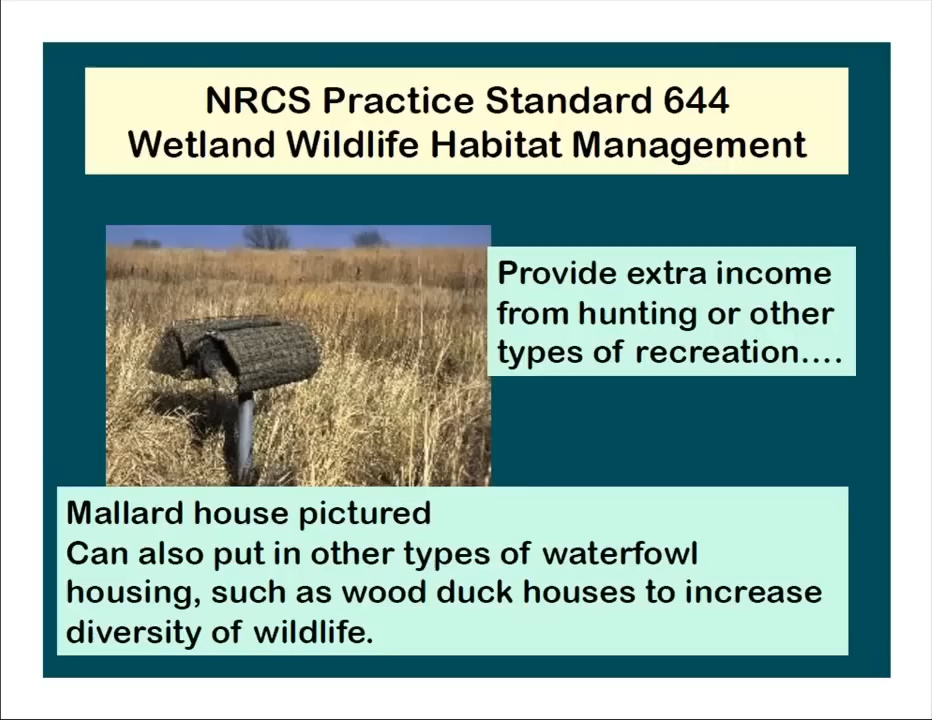 NRCS Practice Standard 644
Wetland Wildlife Habitat Management
Provide extra income
from hunting or other
types of recreation....
Mallard house pictured
Can also put in other types of waterfowl
housing, such as wood duck houses to increase
diversity of wildlife.